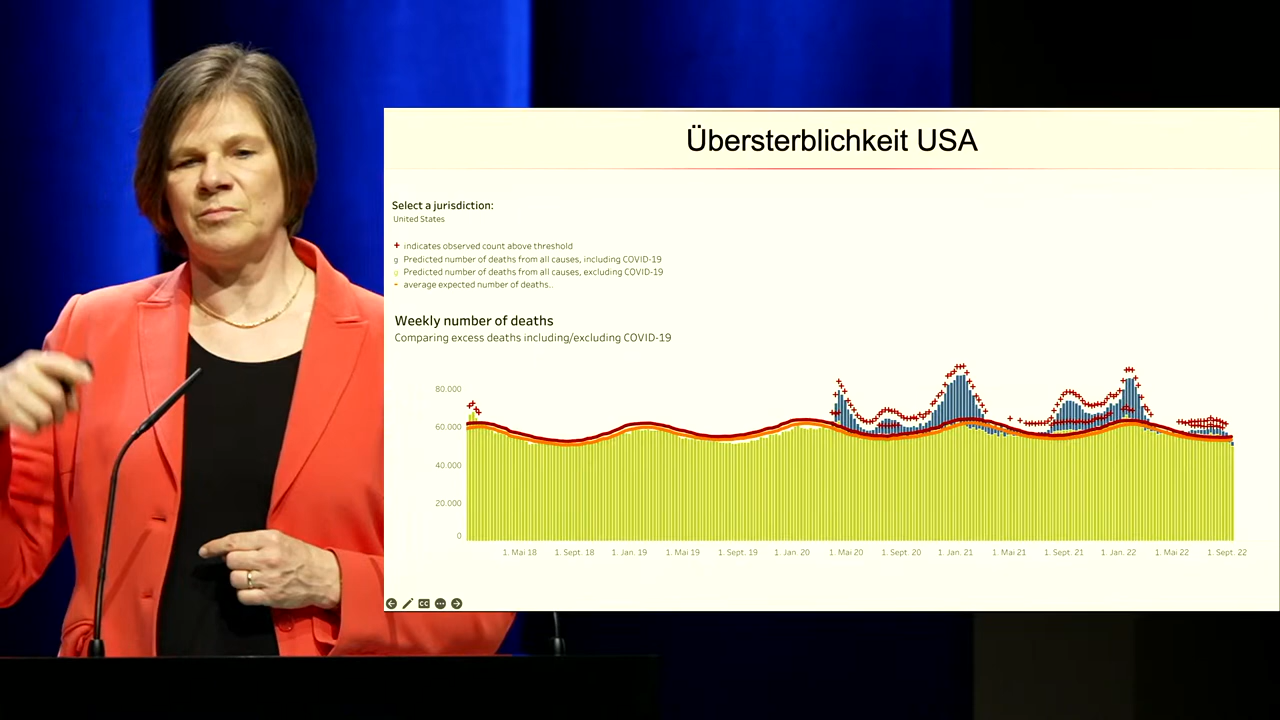 Übersterblichkeit USA
Select a jurisdiction:
United States
+ indicates observed count above threshold
g Predicted number of deaths from all causes, including COVID-19
g Predicted number of deaths from all causes, excluding COVID-19
- average expected number of deaths..
Weekly number of deaths
Comparing excess deaths including/excluding COVID-19
80.000
60.000
40.000
20.000
0
1. Mai 18 1. Sept. 18 1. Jan. 19 1. Mai 19 1. Sept. 19 1. Jan. 20 1. Mai 20 1. Sept. 20 1. Jan. 21 1. Mai 21 1. Sept. 21 1. Jan. 22 1. Mai 22 1. Sept. 22
CC